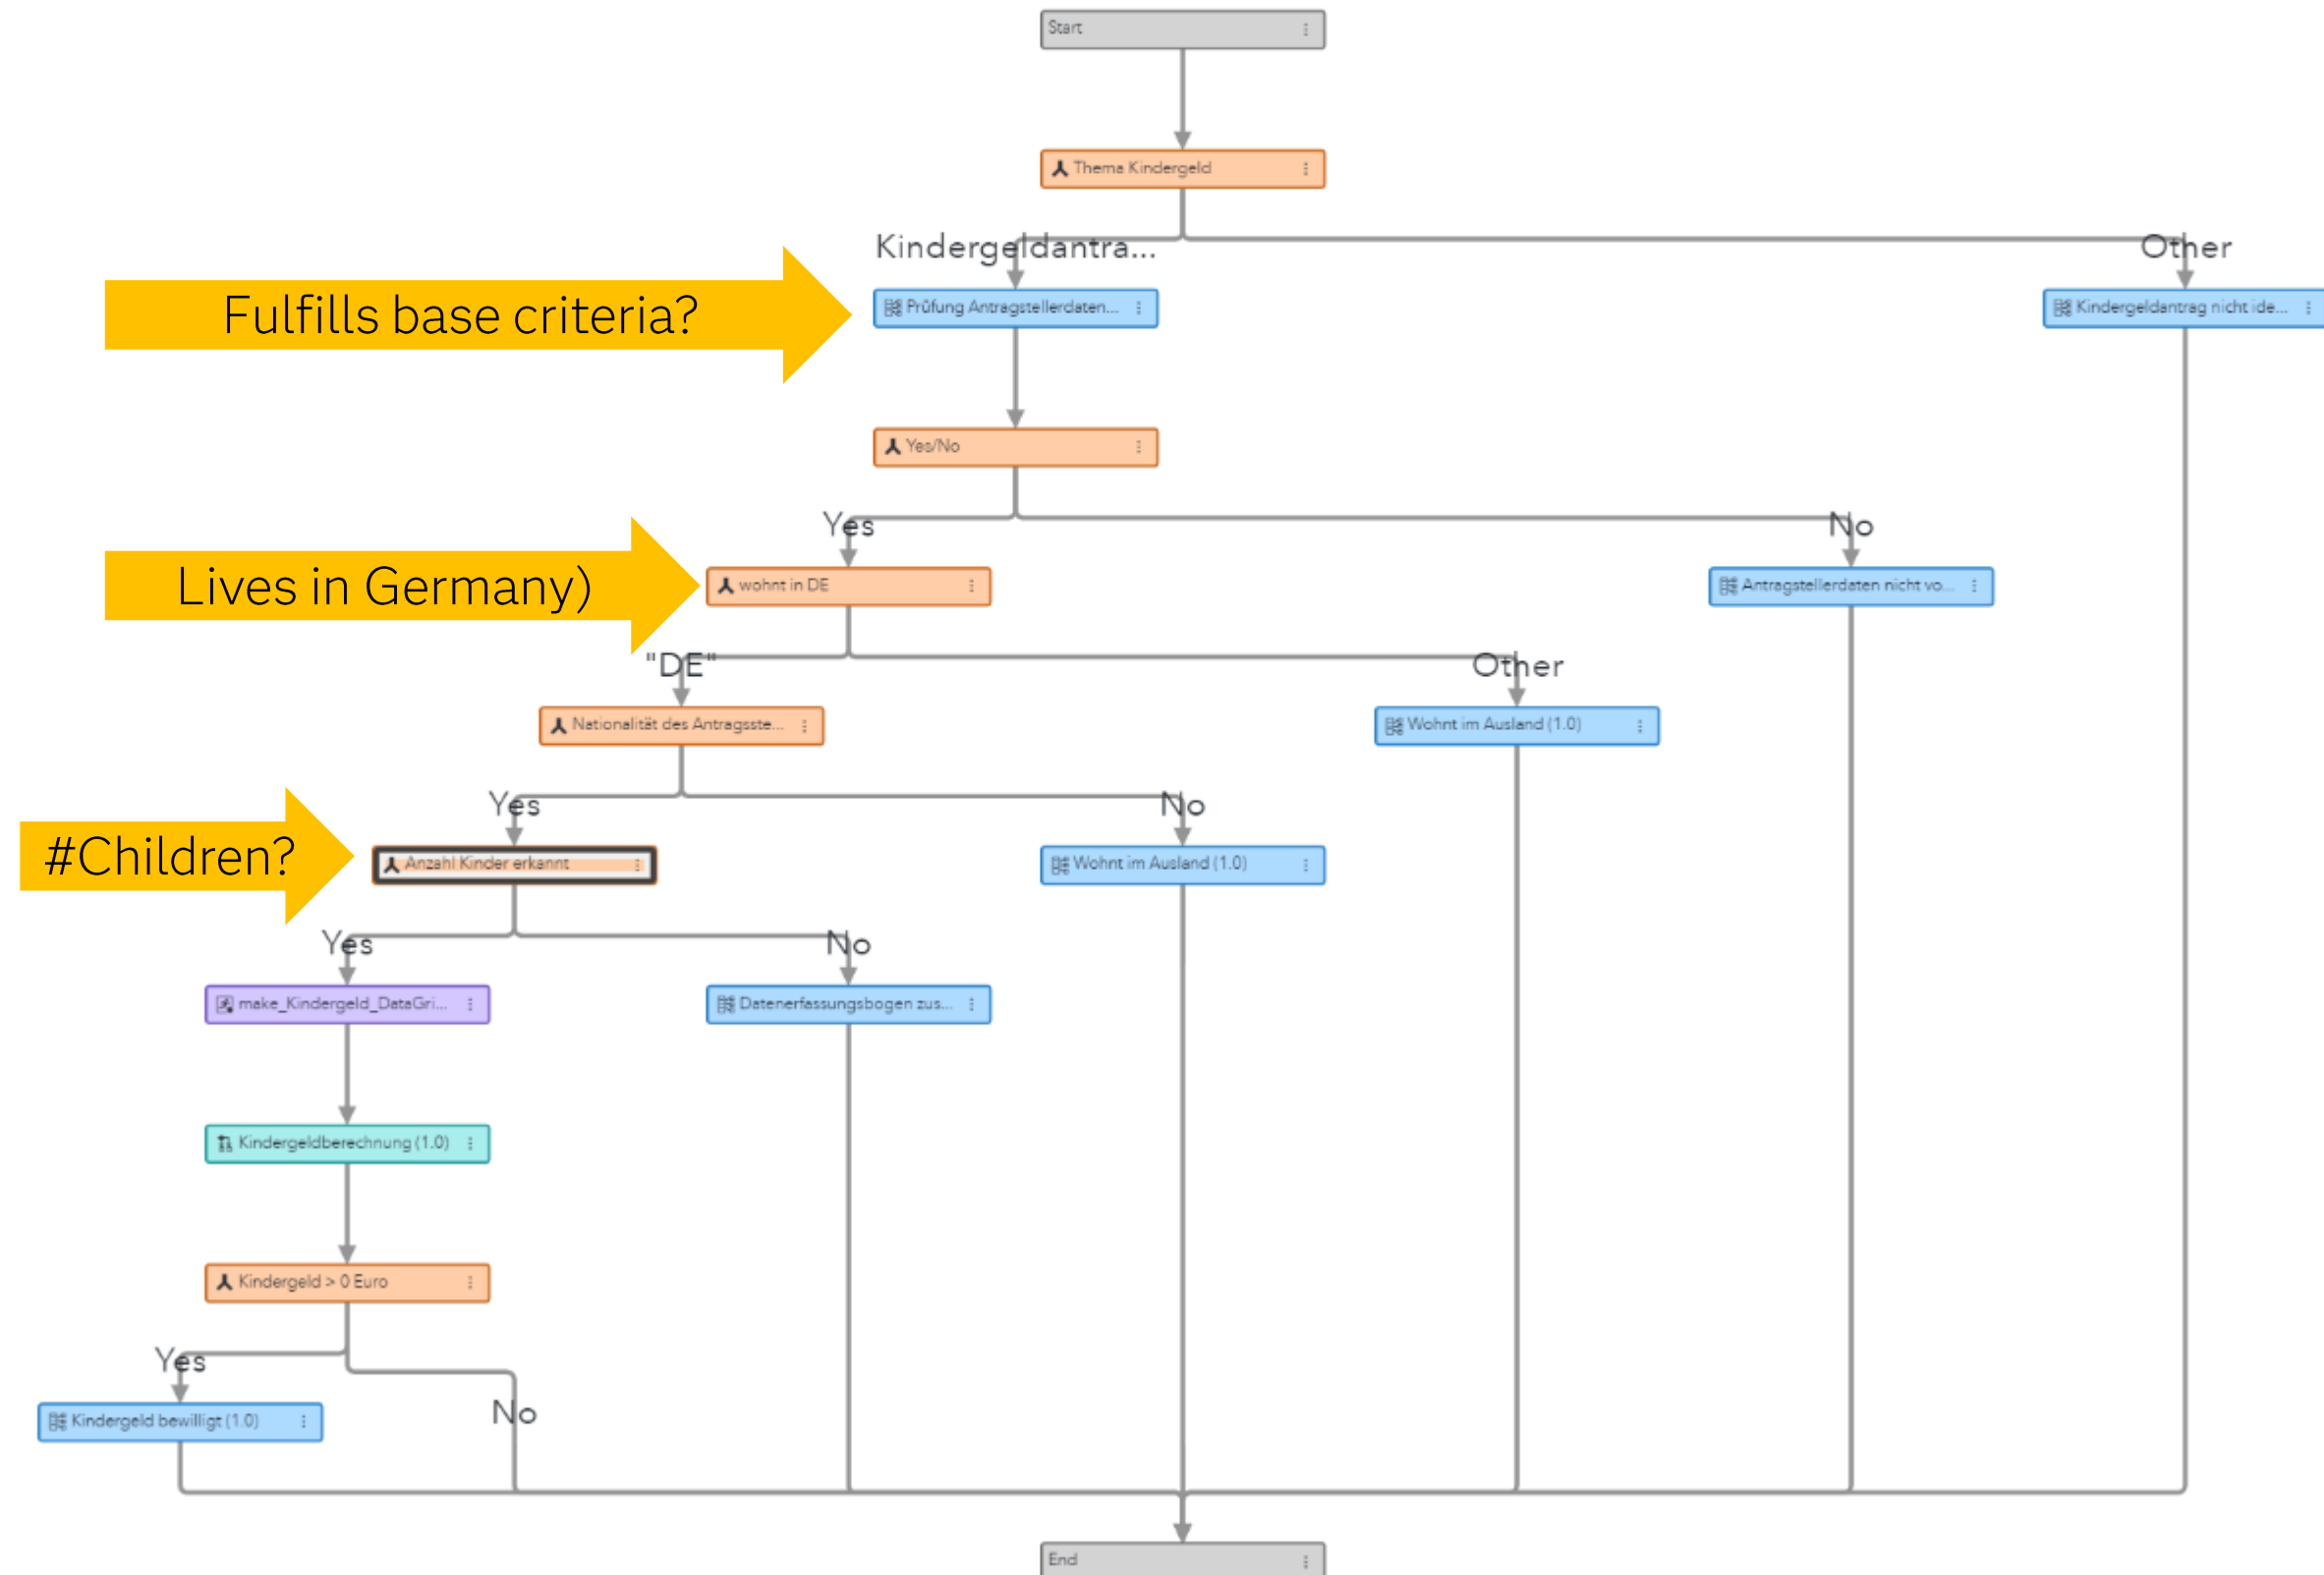 Start
Thema Kindergeld
Kindergeldantra...
Other
Fulfills base criteria?
Prüfung Antragstellerdaten...
Kindergeldantrag nicht ide...
Yes/No
Yes
No
Lives in Germany)
wohnt in DE
Antragstellerdaten nicht vo...
"DE"
Other
Nationalität des Antragsste...
Wohnt im Ausland (1.0)
Yes
No
#Children?
Anzahl Kinder erkannt
Wohnt im Ausland (1.0)
Yes
No
make_Kindergeld_DataGri...
Datenerfassungsbogen zus...
Kindergeldberechnung (1.0)
Kindergeld > 0 Euro
Yes
No
Kindergeld bewilligt (1.0)
End